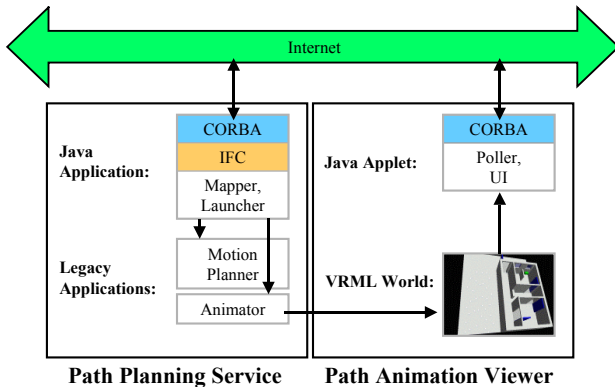 Internet
CORBA
IFC
Java
Application:
Mapper,
Launcher
Legacy
Applications:
Motion
Planner
Animator
Path Planning Service
CORBA
Java Applet:
Poller,
UI
VRML World:
Path Animation Viewer